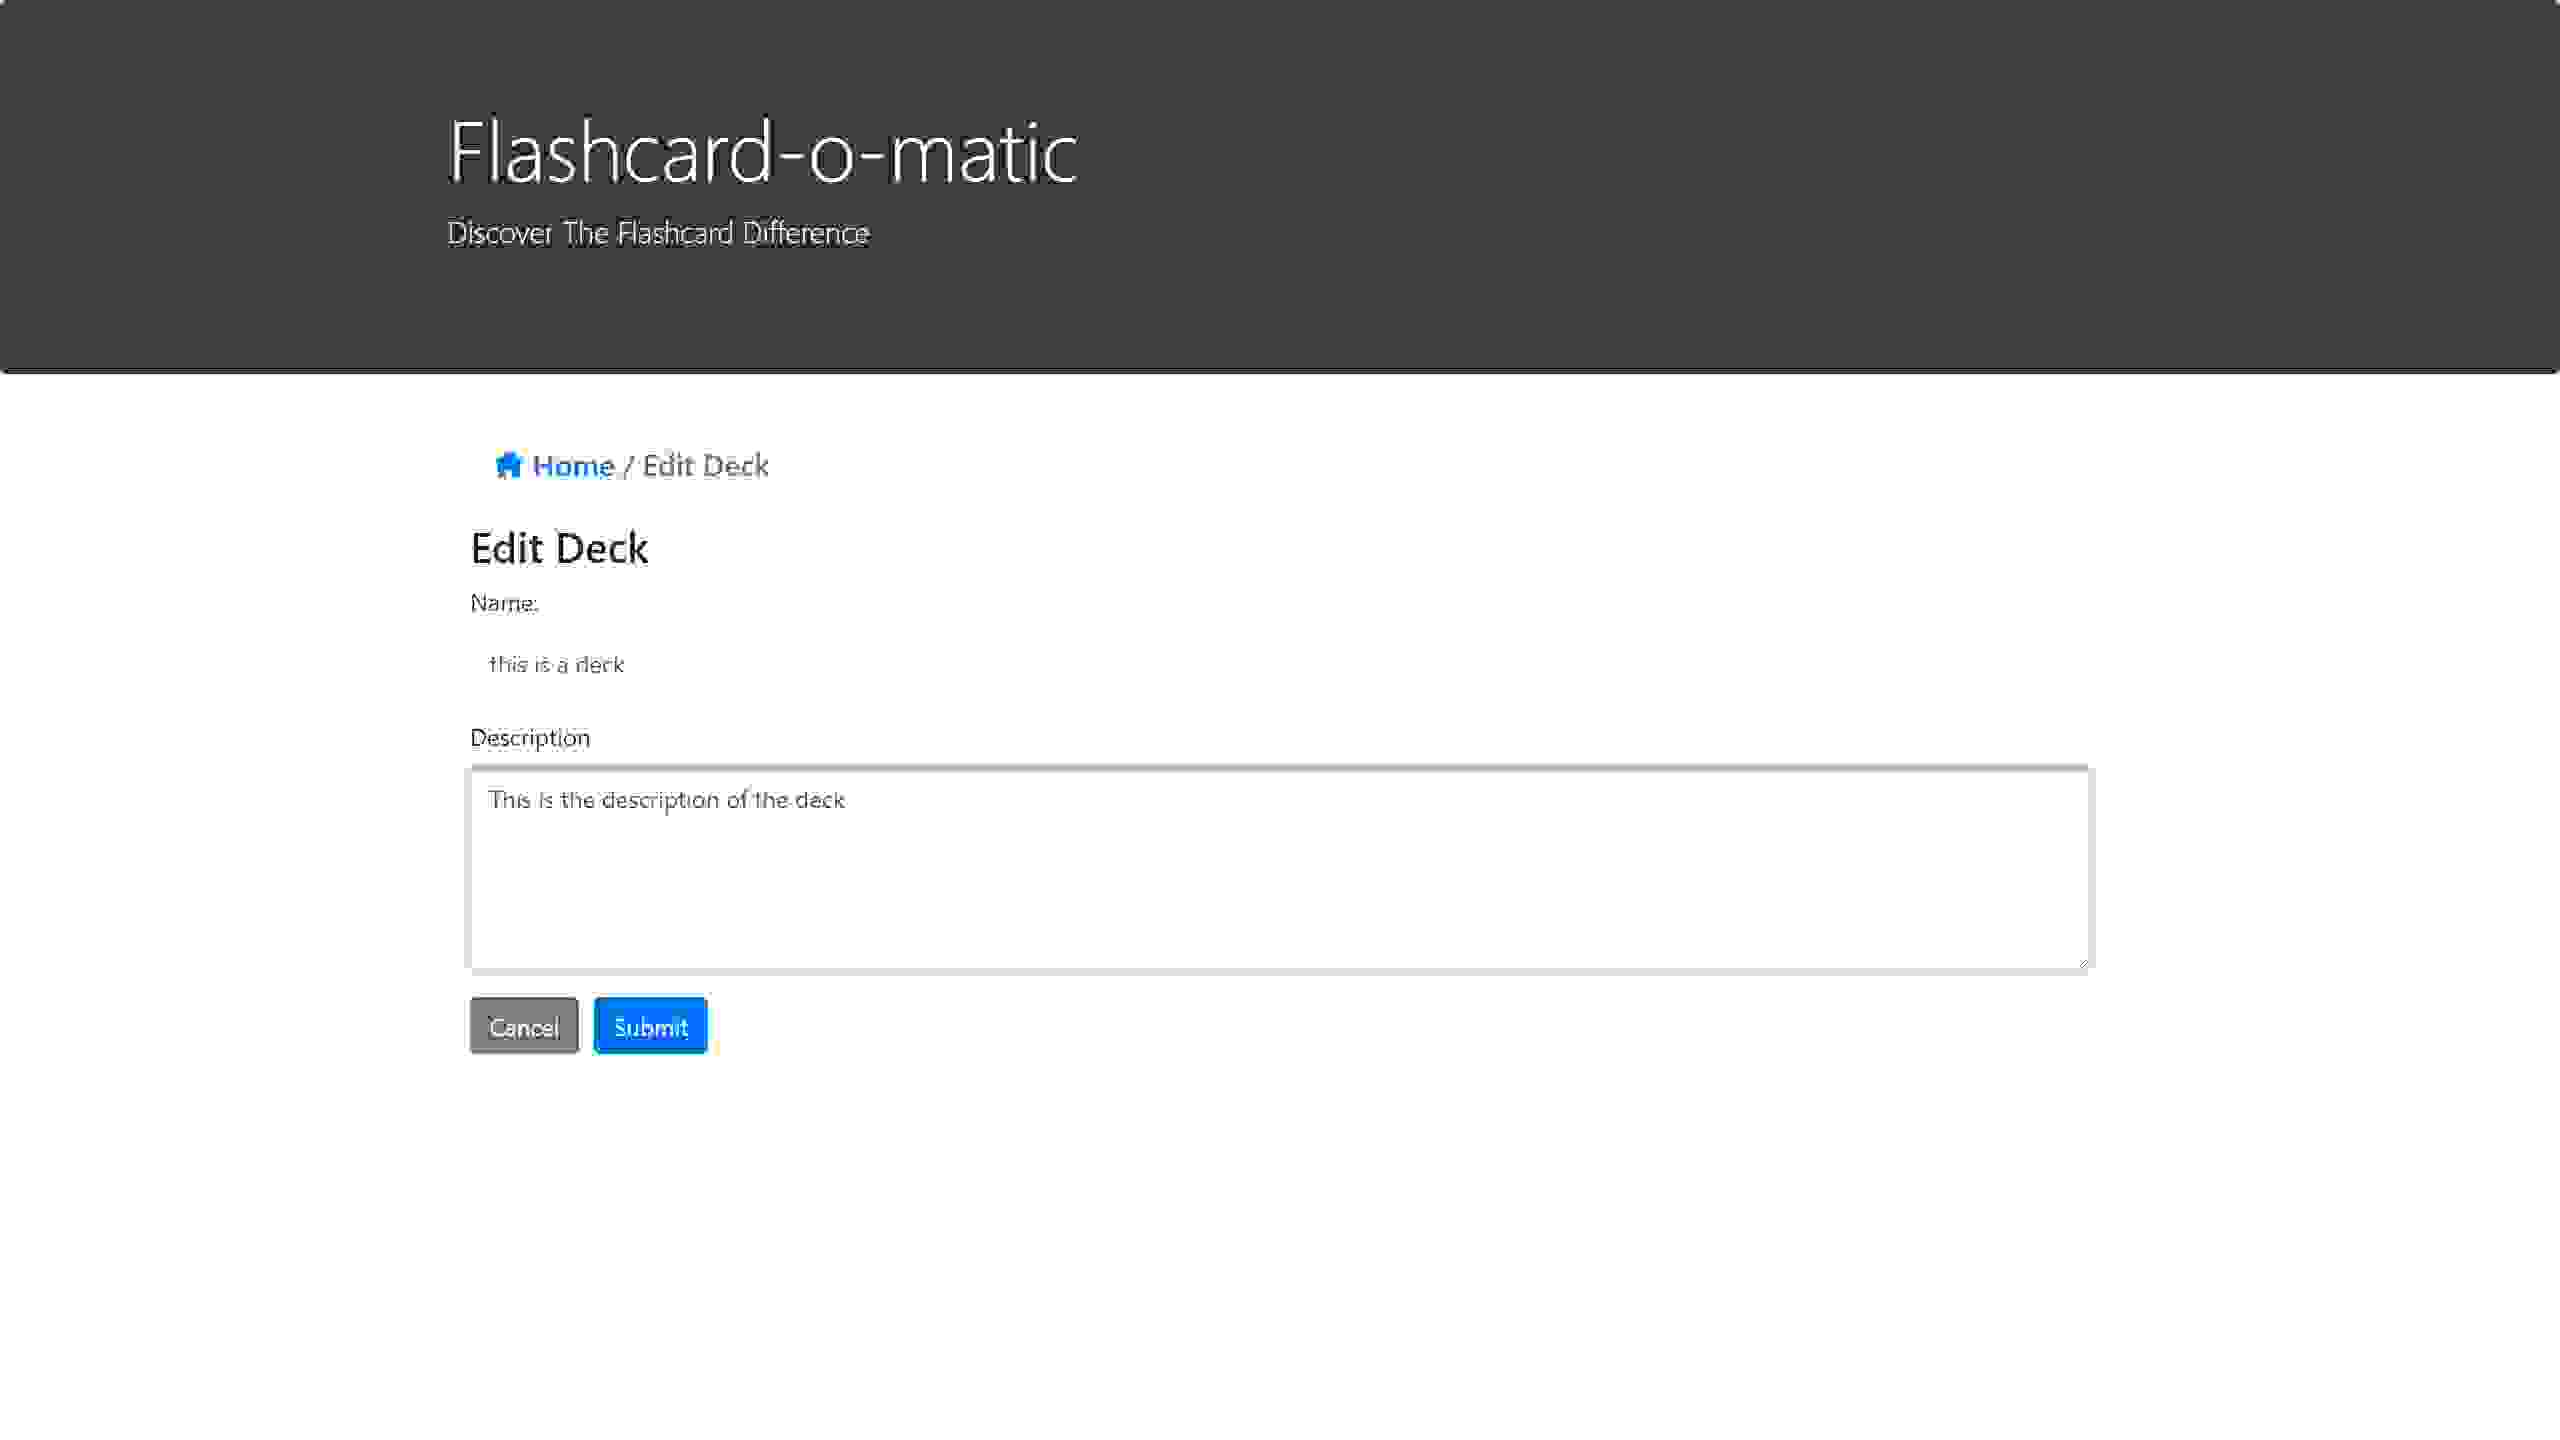 Flashcard-o-matic
Discover The Flashcard Difference
Home / Edit Deck
Edit Deck
Name:
this is a deck
Description
This is the description of the deck
Cancel Submit